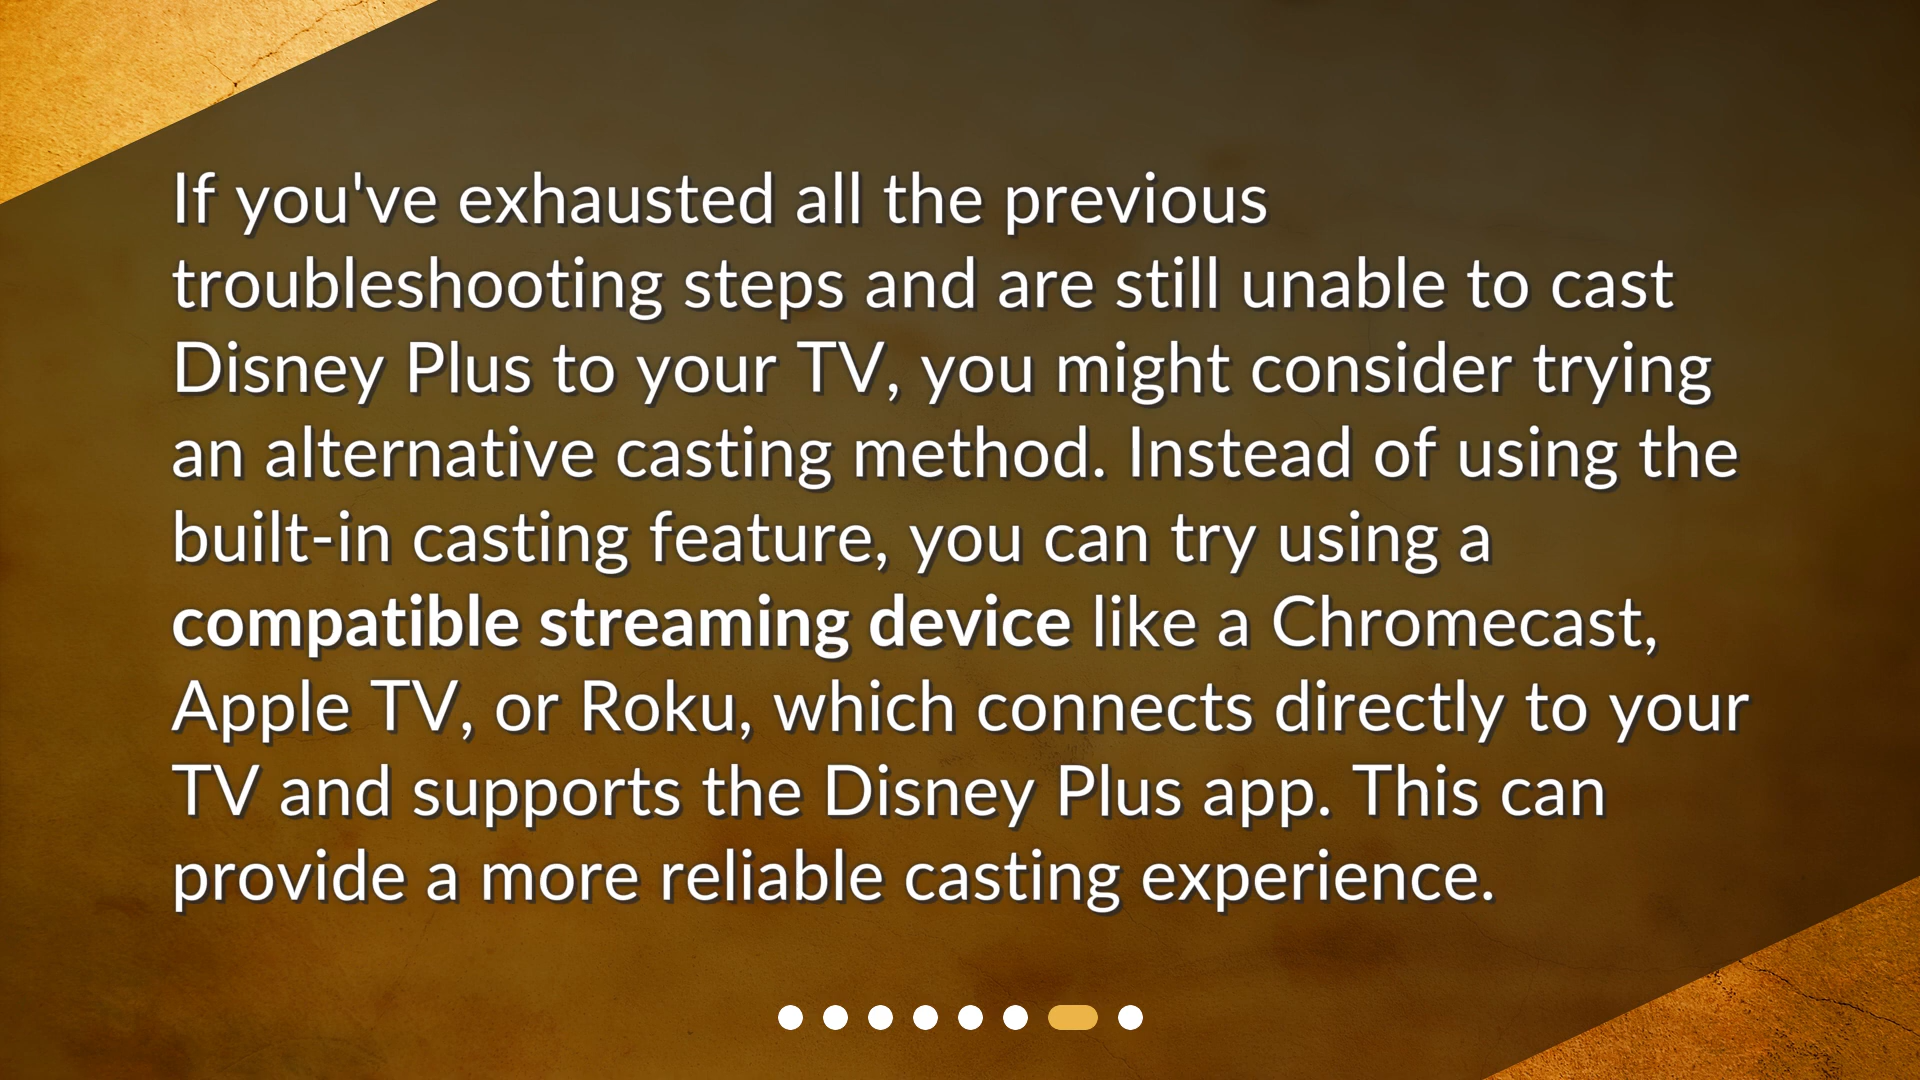 If you've exhausted all the previous
troubleshooting steps and are still unable to cast
Disney Plus to your TV, you might consider trying
an alternative casting method. Instead of using the
built-in casting feature, you can try using a
compatible streaming device like a Chromecast,
Apple TV, or Roku, which connects directly to your
TV and supports the Disney Plus app. This can
provide a more reliable casting experience.